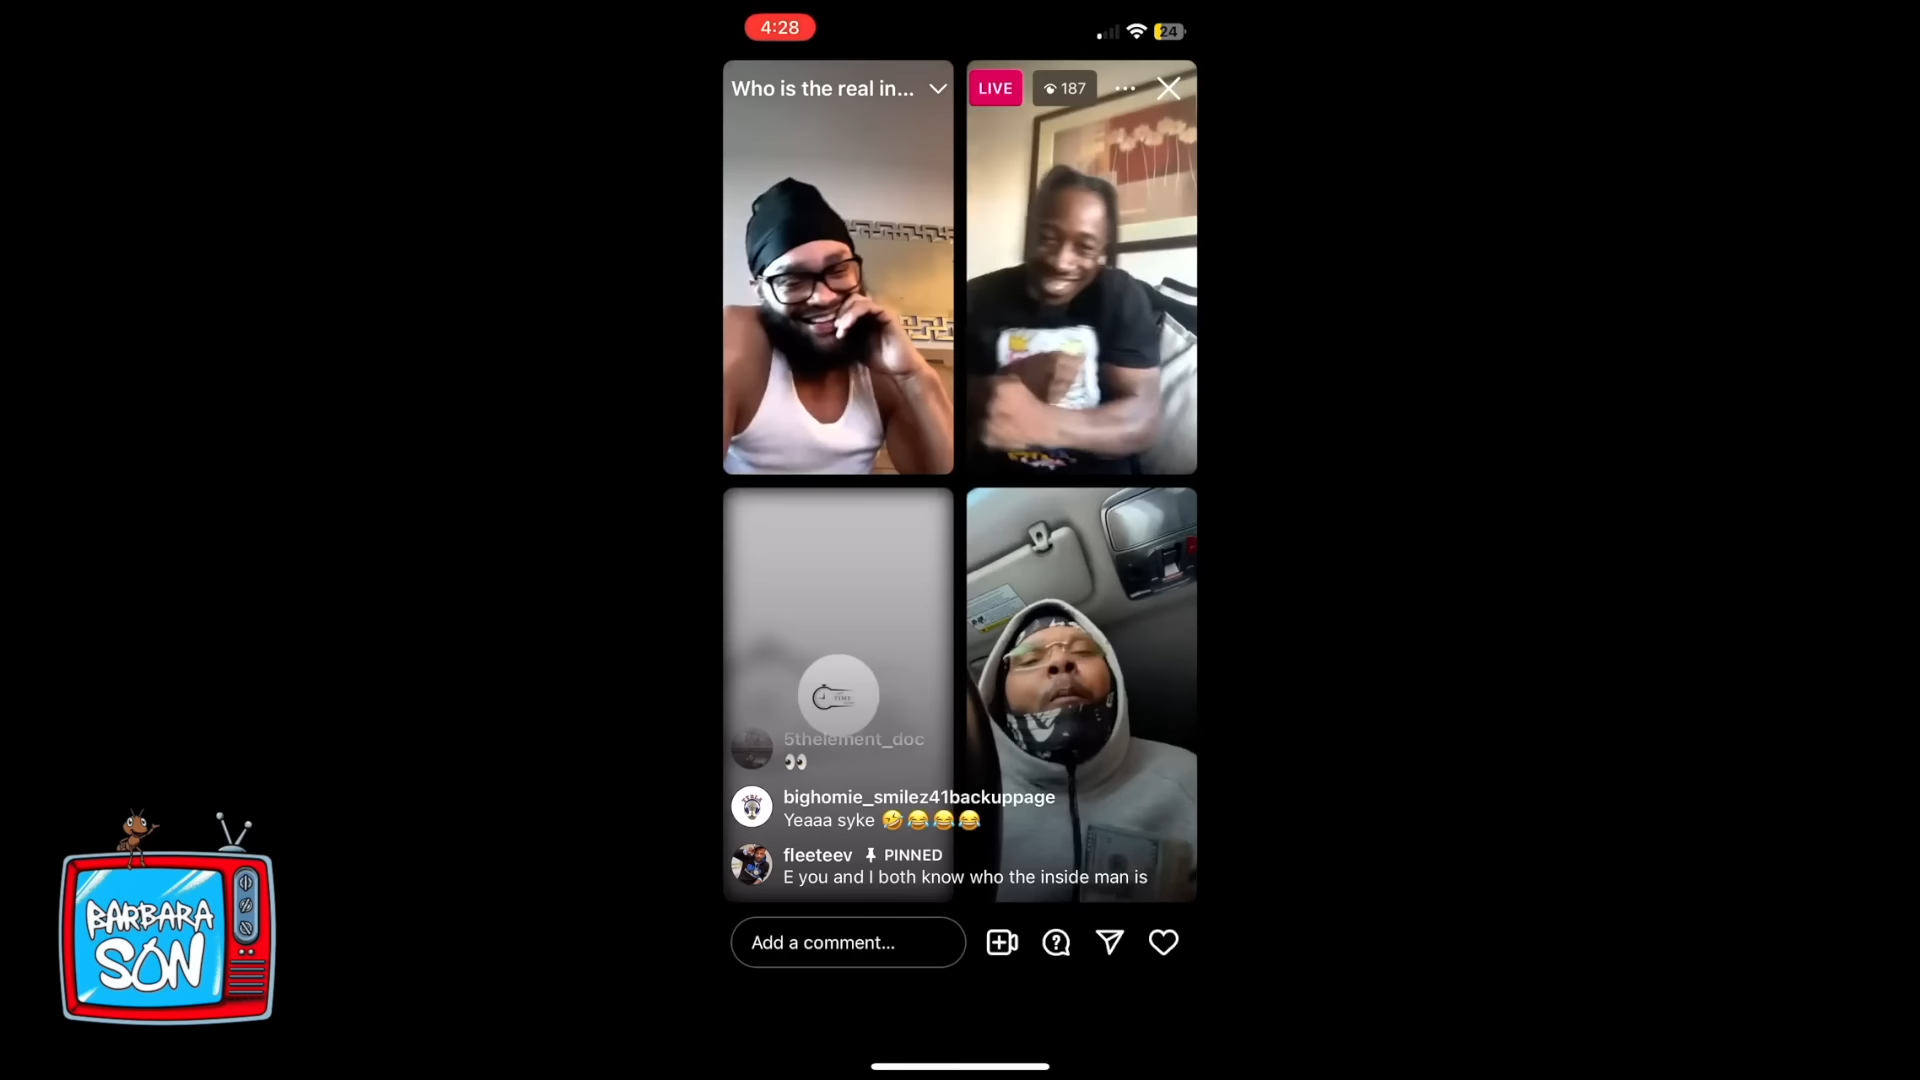 4:28
24
Who is the real in...
LIVE
187
TIME
5thelement_doc
👀
bighomie_smilez41backuppage
Yeaaa syke 🤣😂😂😂
fleeteev PINNED
E you and I both know who the inside man is
Add a comment...
BARBARA
SON